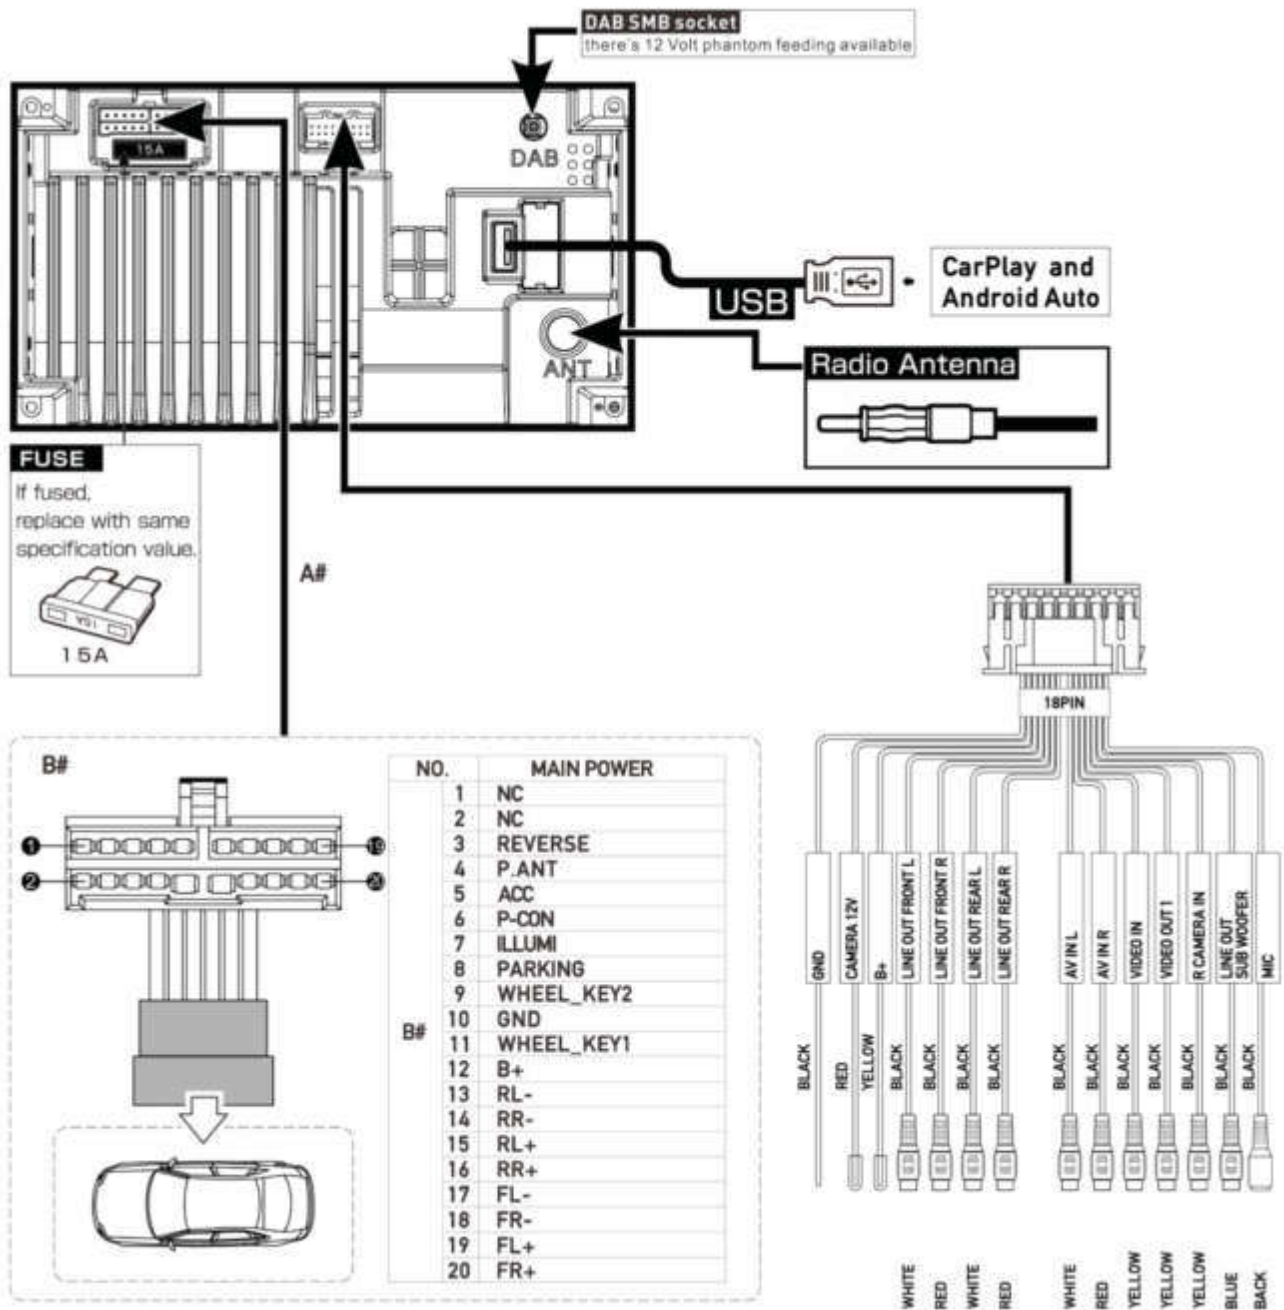 DAB SMB socket
there's 12 Volt phantom feeding available
15A
DAB
USB
CarPlay and
Android Auto
ANT
Radio Antenna
FUSE
If fused,
replace with same
specification value.
15A
15A
A#
18PIN
B#
NO. MAIN POWER
1 NC
2 NC
3 REVERSE
4 P.ANT
5 ACC
6 P-CON
7 ILLUMI
8 PARKING
9 WHEEL_KEY2
10 GND
B#
11 WHEEL_KEY1
12 B+
13 RL-
14 RR-
15 RL+
16 RR+
17 FL-
18 FR-
19 FL+
20 FR+
1
19
2
20
GND
CAMERA 12V
B+
LINE OUT FRONT L
LINE OUT FRONT R
LINE OUT REAR L
LINE OUT REAR R
AV IN L
AV IN R
VIDEO IN
VIDEO OUT 1
R CAMERA IN
LINE OUT
SUB WOOFER
MIC
BLACK
RED
YELLOW
BLACK
BLACK
BLACK
BLACK
BLACK
BLACK
BLACK
BLACK
BLACK
BLACK
BLACK
WHITE
RED
WHITE
RED
WHITE
RED
YELLOW
YELLOW
YELLOW
BLUE
BACK